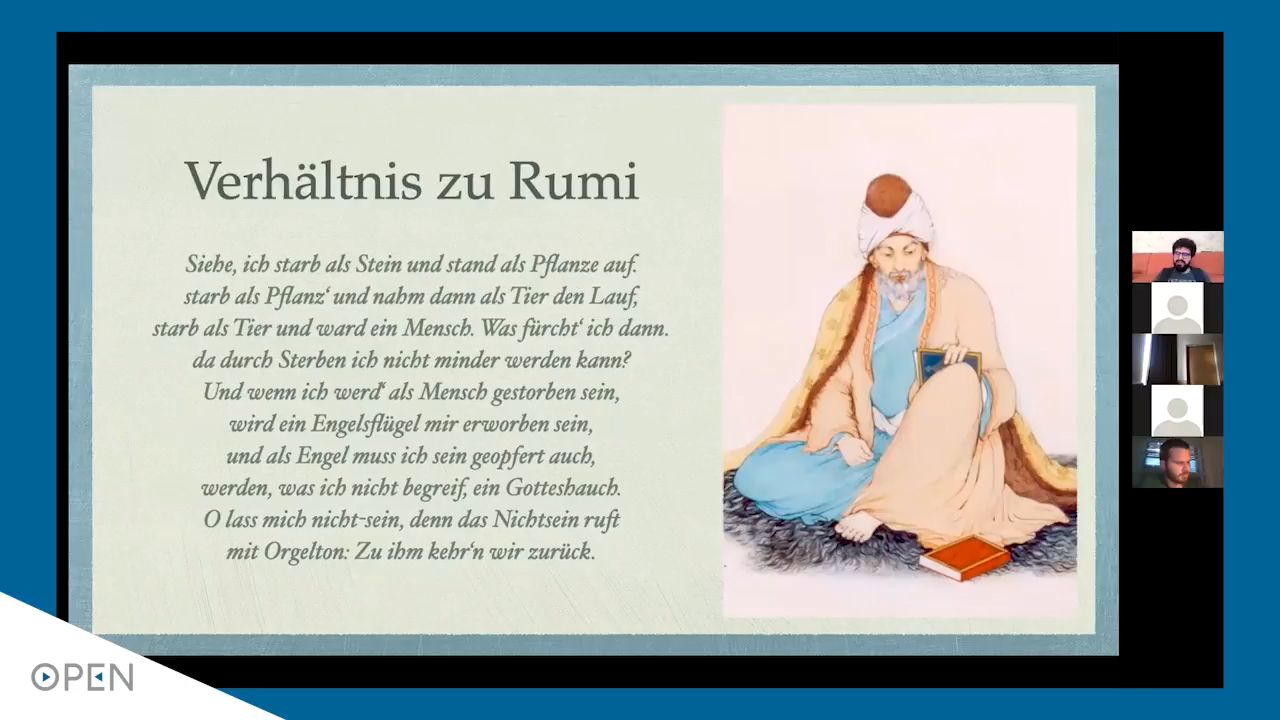 Verhältnis zu Rumi
Siehe, ich starb als Stein und stand als Pflanze auf.
starb als Pflanz‘ und nahm dann als Tier den Lauf,
starb als Tier und ward ein Mensch. Was fürcht‘ ich dann.
da durch Sterben ich nicht minder werden kann?
Und wenn ich werd‘ als Mensch gestorben sein,
wird ein Engelsflügel mir erworben sein,
und als Engel muss ich sein geopfert auch,
werden, was ich nicht begreif, ein Gotteshauch.
O lass mich nicht-sein, denn das Nichtsein ruft
mit Orgelton: Zu ihm kehr‘n wir zurück.
OPEN